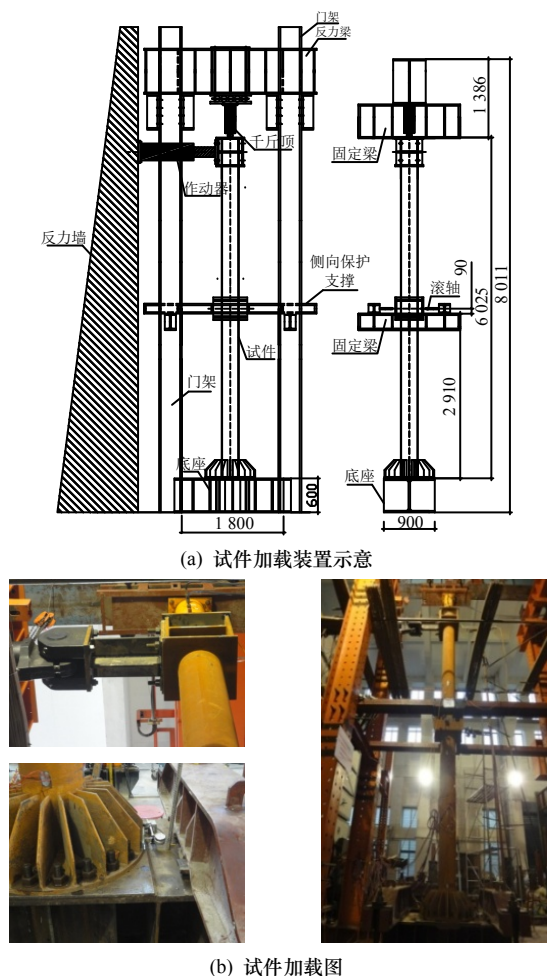 门架
反力梁
千斤顶
作动器
反力墙
侧向保护
支撑
试件
门架
底座
600
1 800
固定梁
滚轴
固定梁
底座
900
1 386
90
6 025
8 011
2 910
(a) 试件加载装置示意
(b) 试件加载图